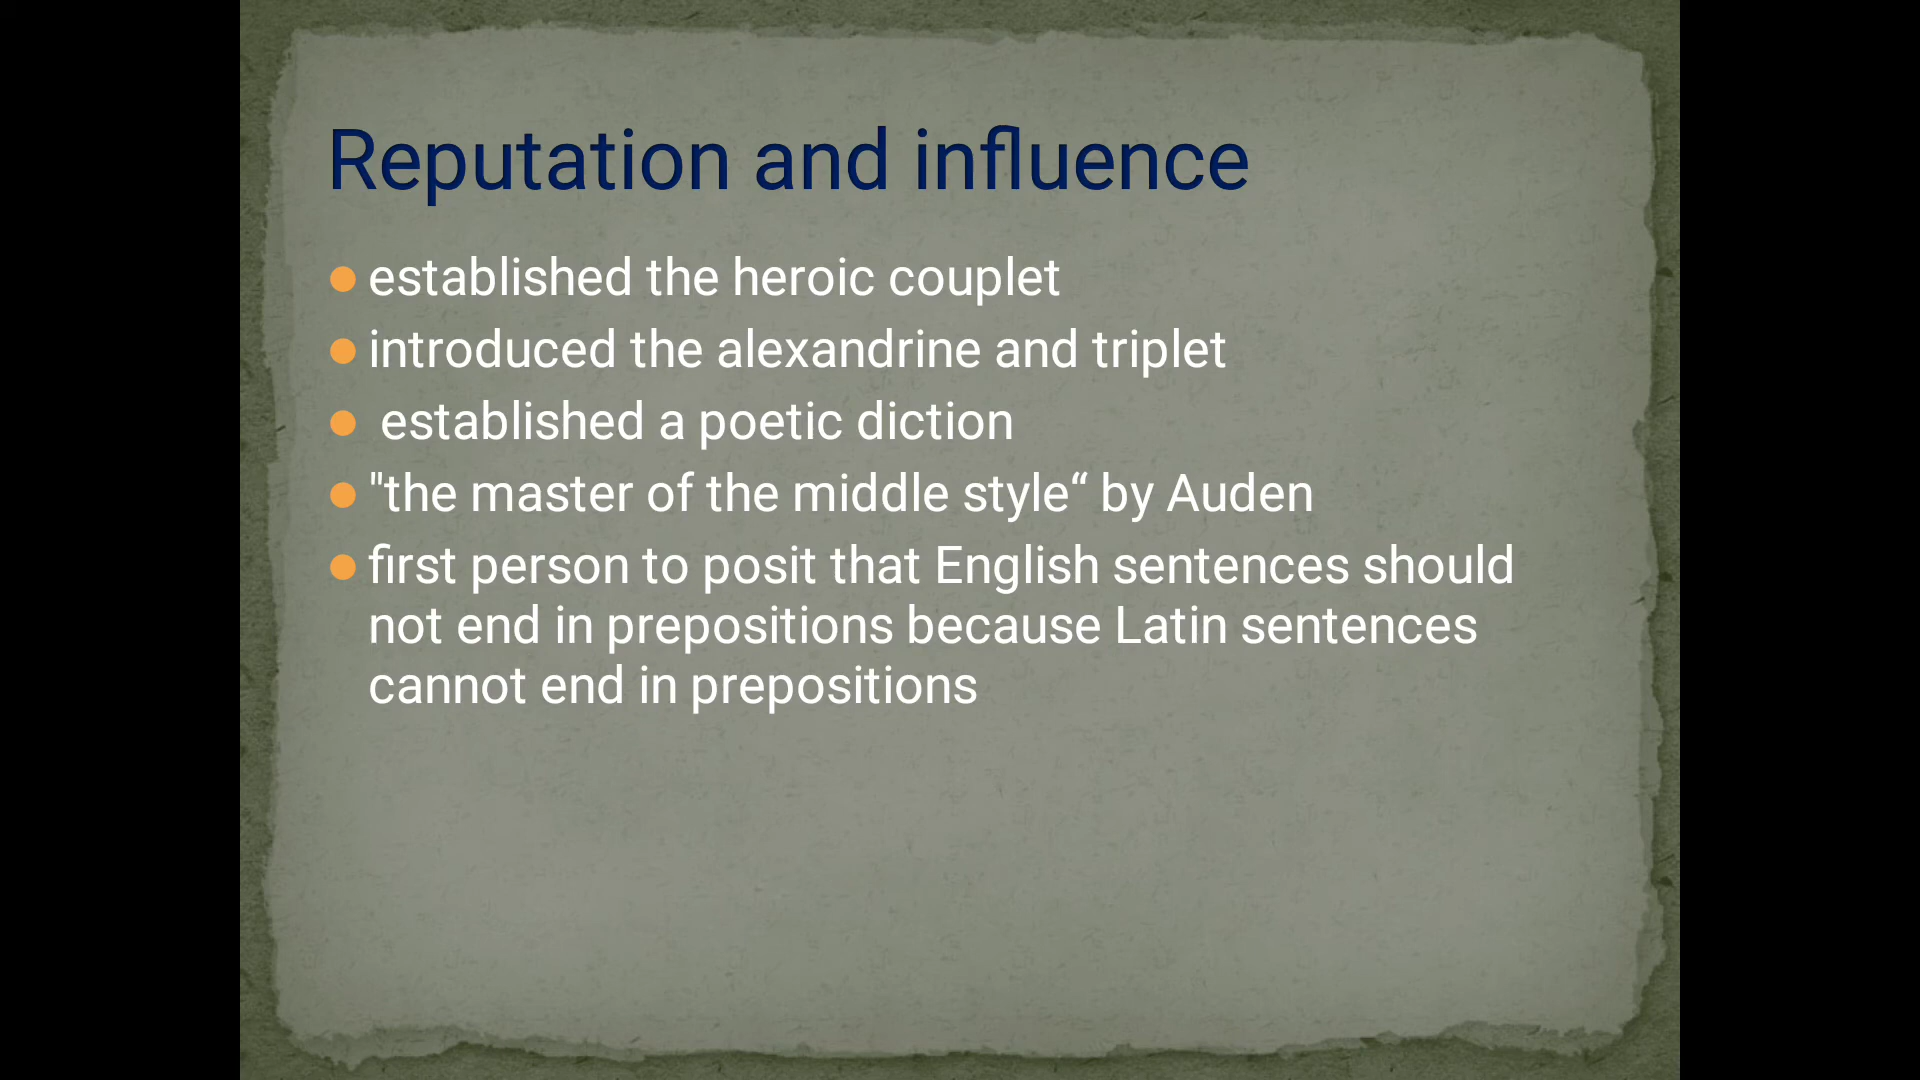 Reputation and influence
established the heroic couplet
introduced the alexandrine and triplet
established a poetic diction
"the master of the middle style“ by Auden
first person to posit that English sentences should
not end in prepositions because Latin sentences
cannot end in prepositions